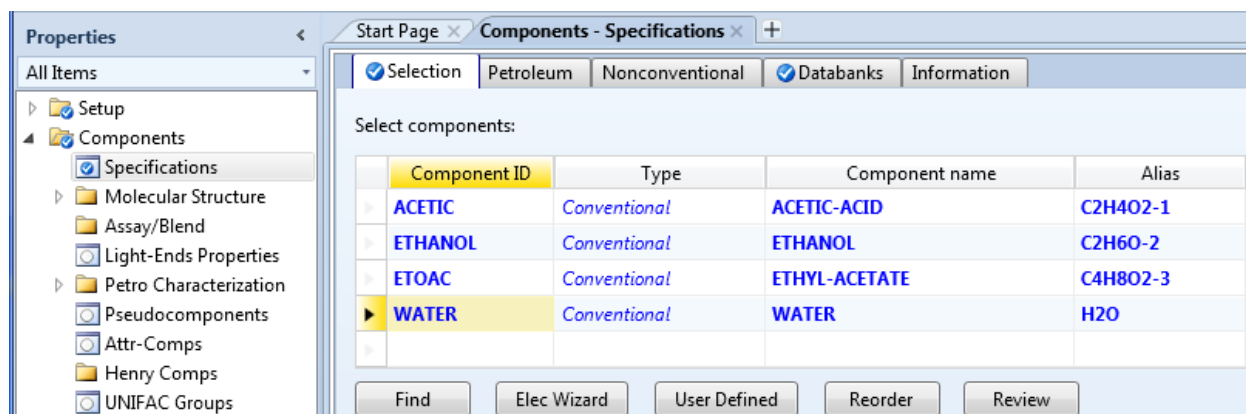 Properties
All Items
Setup
Components
Specifications
Molecular Structure
Assay/Blend
Light-Ends Properties
Petro Characterization
Pseudocomponents
Attr-Comps
Henry Comps
UNIFAC Groups
Start Page Components - Specifications
Selection Petroleum Nonconventional Databanks Information
Select components:
Component ID Type Component name Alias
ACETIC Conventional ACETIC-ACID C2H4O2-1
ETHANOL Conventional ETHANOL C2H6O-2
ETOAC Conventional ETHYL-ACETATE C4H8O2-3
WATER Conventional WATER H2O
Find Elec Wizard User Defined Reorder Review